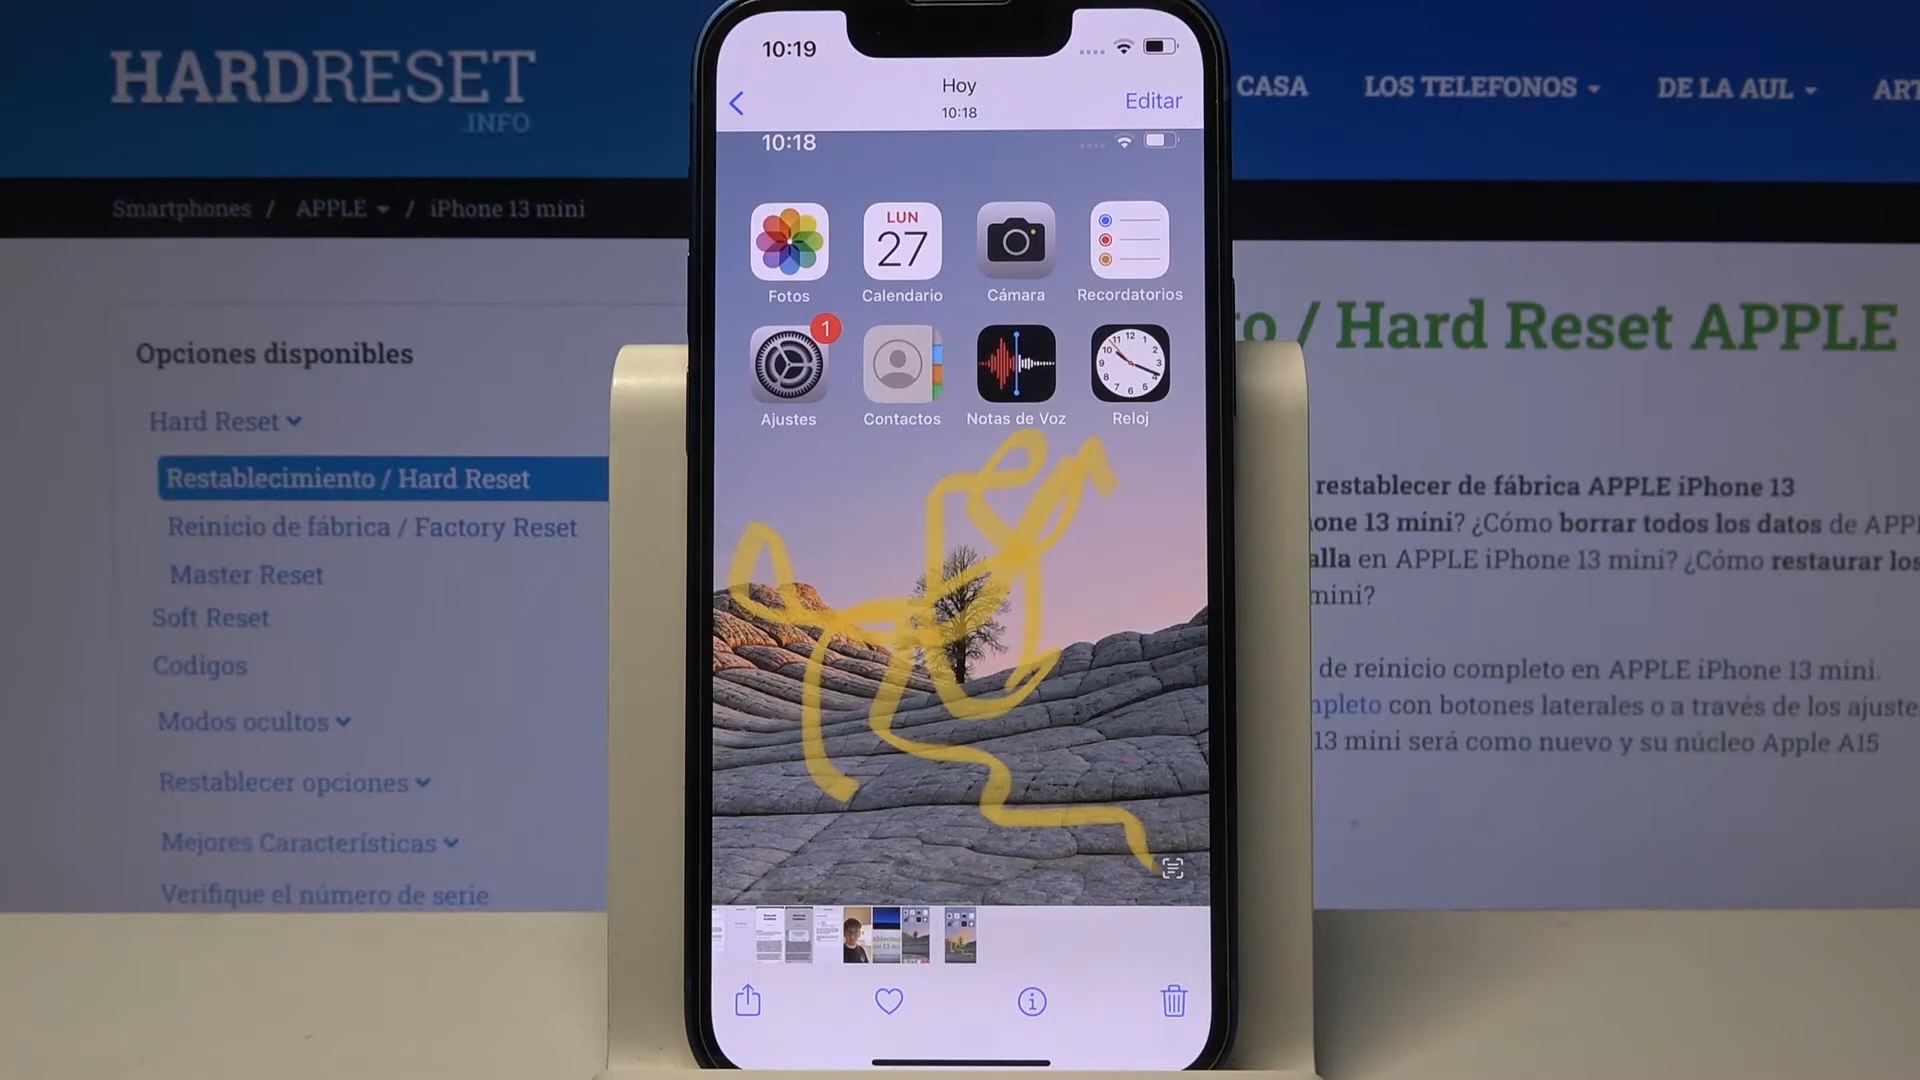 HARDRESET
.INFO
CASA
LOS TELEFONOS
DE LA AUL
Smartphones / APPLE / iPhone 13 mini
Opciones disponibles
Hard Reset
Restablecimiento / Hard Reset
Reinicio de fábrica / Factory Reset
Master Reset
Soft Reset
Codigos
Modos ocultos
Restablecer opciones
Mejores Características
Verifique el número de serie
10:19
Hoy
10:18
Editar
10:18
LUN
27
Fotos
Calendario
Cámara
Recordatorios
1
Ajustes
Contactos
Notas de Voz
Reloj
/ Hard Reset APPLE
restablecer de fábrica APPLE iPhone 13
one 13 mini? ¿Cómo borrar todos los datos de APP
alla en APPLE iPhone 13 mini? ¿Cómo restaurar los
mini?
de reinicio completo en APPLE iPhone 13 mini.
mpleto con botones laterales o a través de los ajuste
13 mini será como nuevo y su núcleo Apple A15